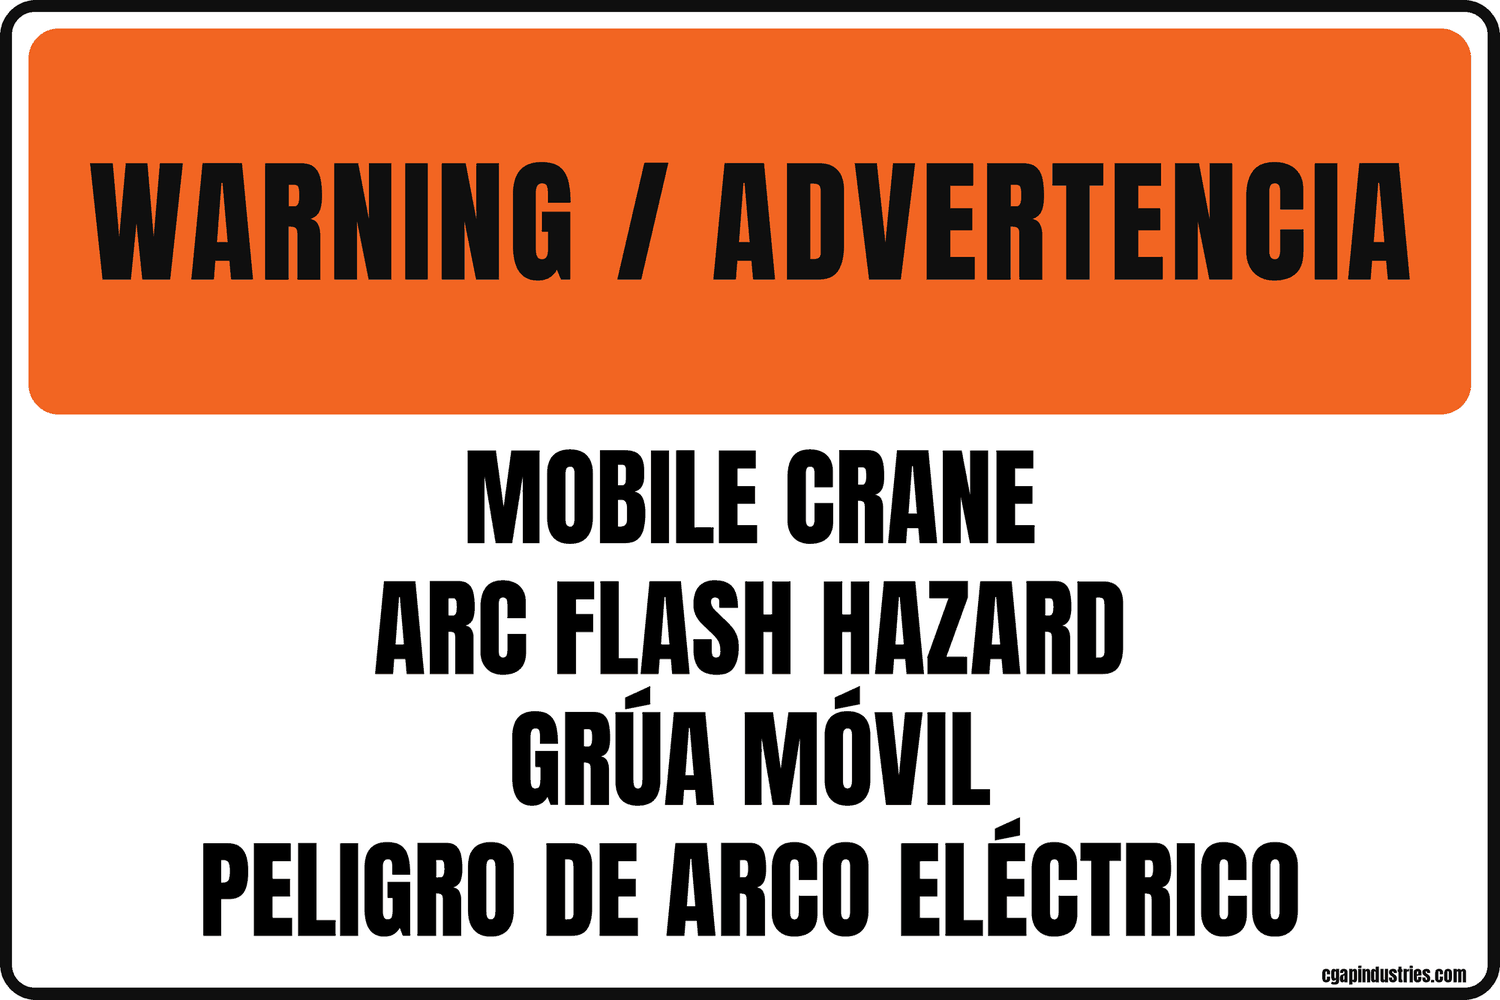 WARNING / ADVERTENCIA
MOBILE CRANE
ARC FLASH HAZARD
GRÚA MÓVIL
PELIGRO DE ARCO ELÉCTRICO
cgapindustries.com